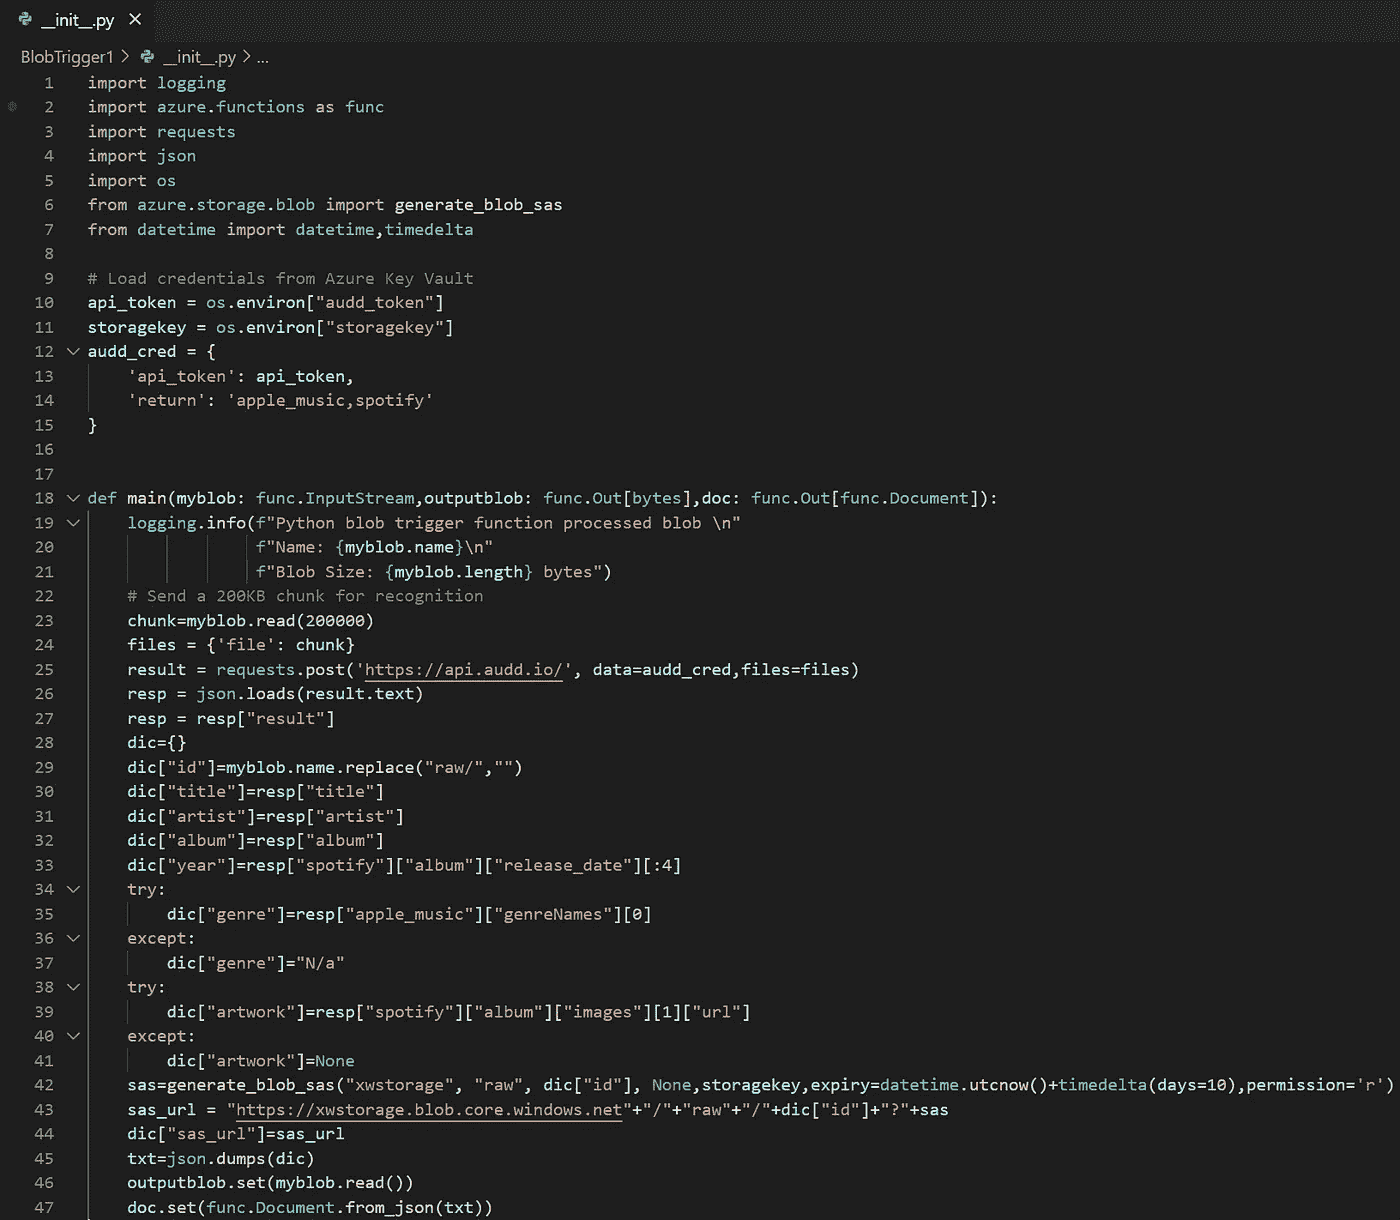 __init__.py ×
BlobTrigger1 > __init__.py > ...
1 import logging
2 import azure.functions as func
3 import requests
4 import json
5 import os
6 from azure.storage.blob import generate_blob_sas
7 from datetime import datetime,timedelta
8
9 # Load credentials from Azure Key Vault
10 api_token = os.environ["audd_token"]
11 storagekey = os.environ["storagekey"]
12 audd_cred = {
13     'api_token': api_token,
14     'return': 'apple_music,spotify'
15 }
16
17
18 def main(myblob: func.InputStream,outputblob: func.Out[bytes],doc: func.Out[func.Document]):
19     logging.info(f"Python blob trigger function processed blob \n"
20                  f"Name: {myblob.name}\n"
21                  f"Blob Size: {myblob.length} bytes")
22     # Send a 200KB chunk for recognition
23     chunk=myblob.read(200000)
24     files = {'file': chunk}
25     result = requests.post('https://api.audd.io/', data=audd_cred,files=files)
26     resp = json.loads(result.text)
27     resp = resp["result"]
28     dic={}
29     dic["id"]=myblob.name.replace("raw/","")
30     dic["title"]=resp["title"]
31     dic["artist"]=resp["artist"]
32     dic["album"]=resp["album"]
33     dic["year"]=resp["spotify"]["album"]["release_date"][:4]
34     try:
35         dic["genre"]=resp["apple_music"]["genreNames"][0]
36     except:
37         dic["genre"]="N/a"
38     try:
39         dic["artwork"]=resp["spotify"]["album"]["images"][1]["url"]
40     except:
41         dic["artwork"]=None
42     sas=generate_blob_sas("xwstorage", "raw", dic["id"], None,storagekey,expiry=datetime.utcnow()+timedelta(days=10),permission='r')
43     sas_url = "https://xwstorage.blob.core.windows.net"+"/"+"raw"+"/"+dic["id"]+"?"+sas
44     dic["sas_url"]=sas_url
45     txt=json.dumps(dic)
46     outputblob.set(myblob.read())
47     doc.set(func.Document.from_json(txt))